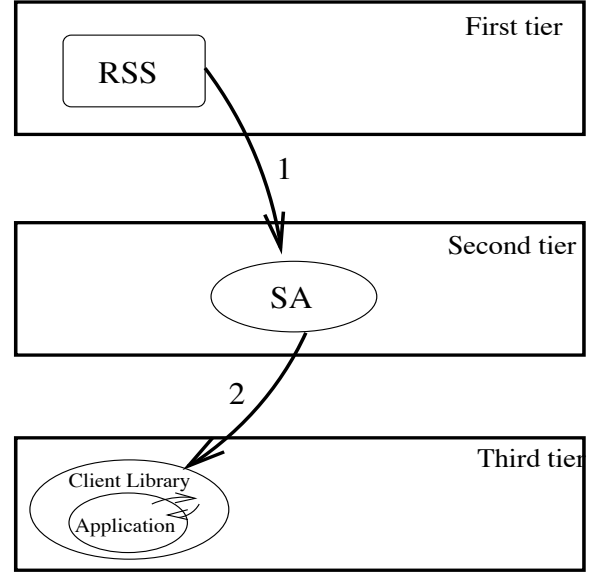 First tier
RSS
1
Second tier
SA
2
Third tier
Client Library
Application